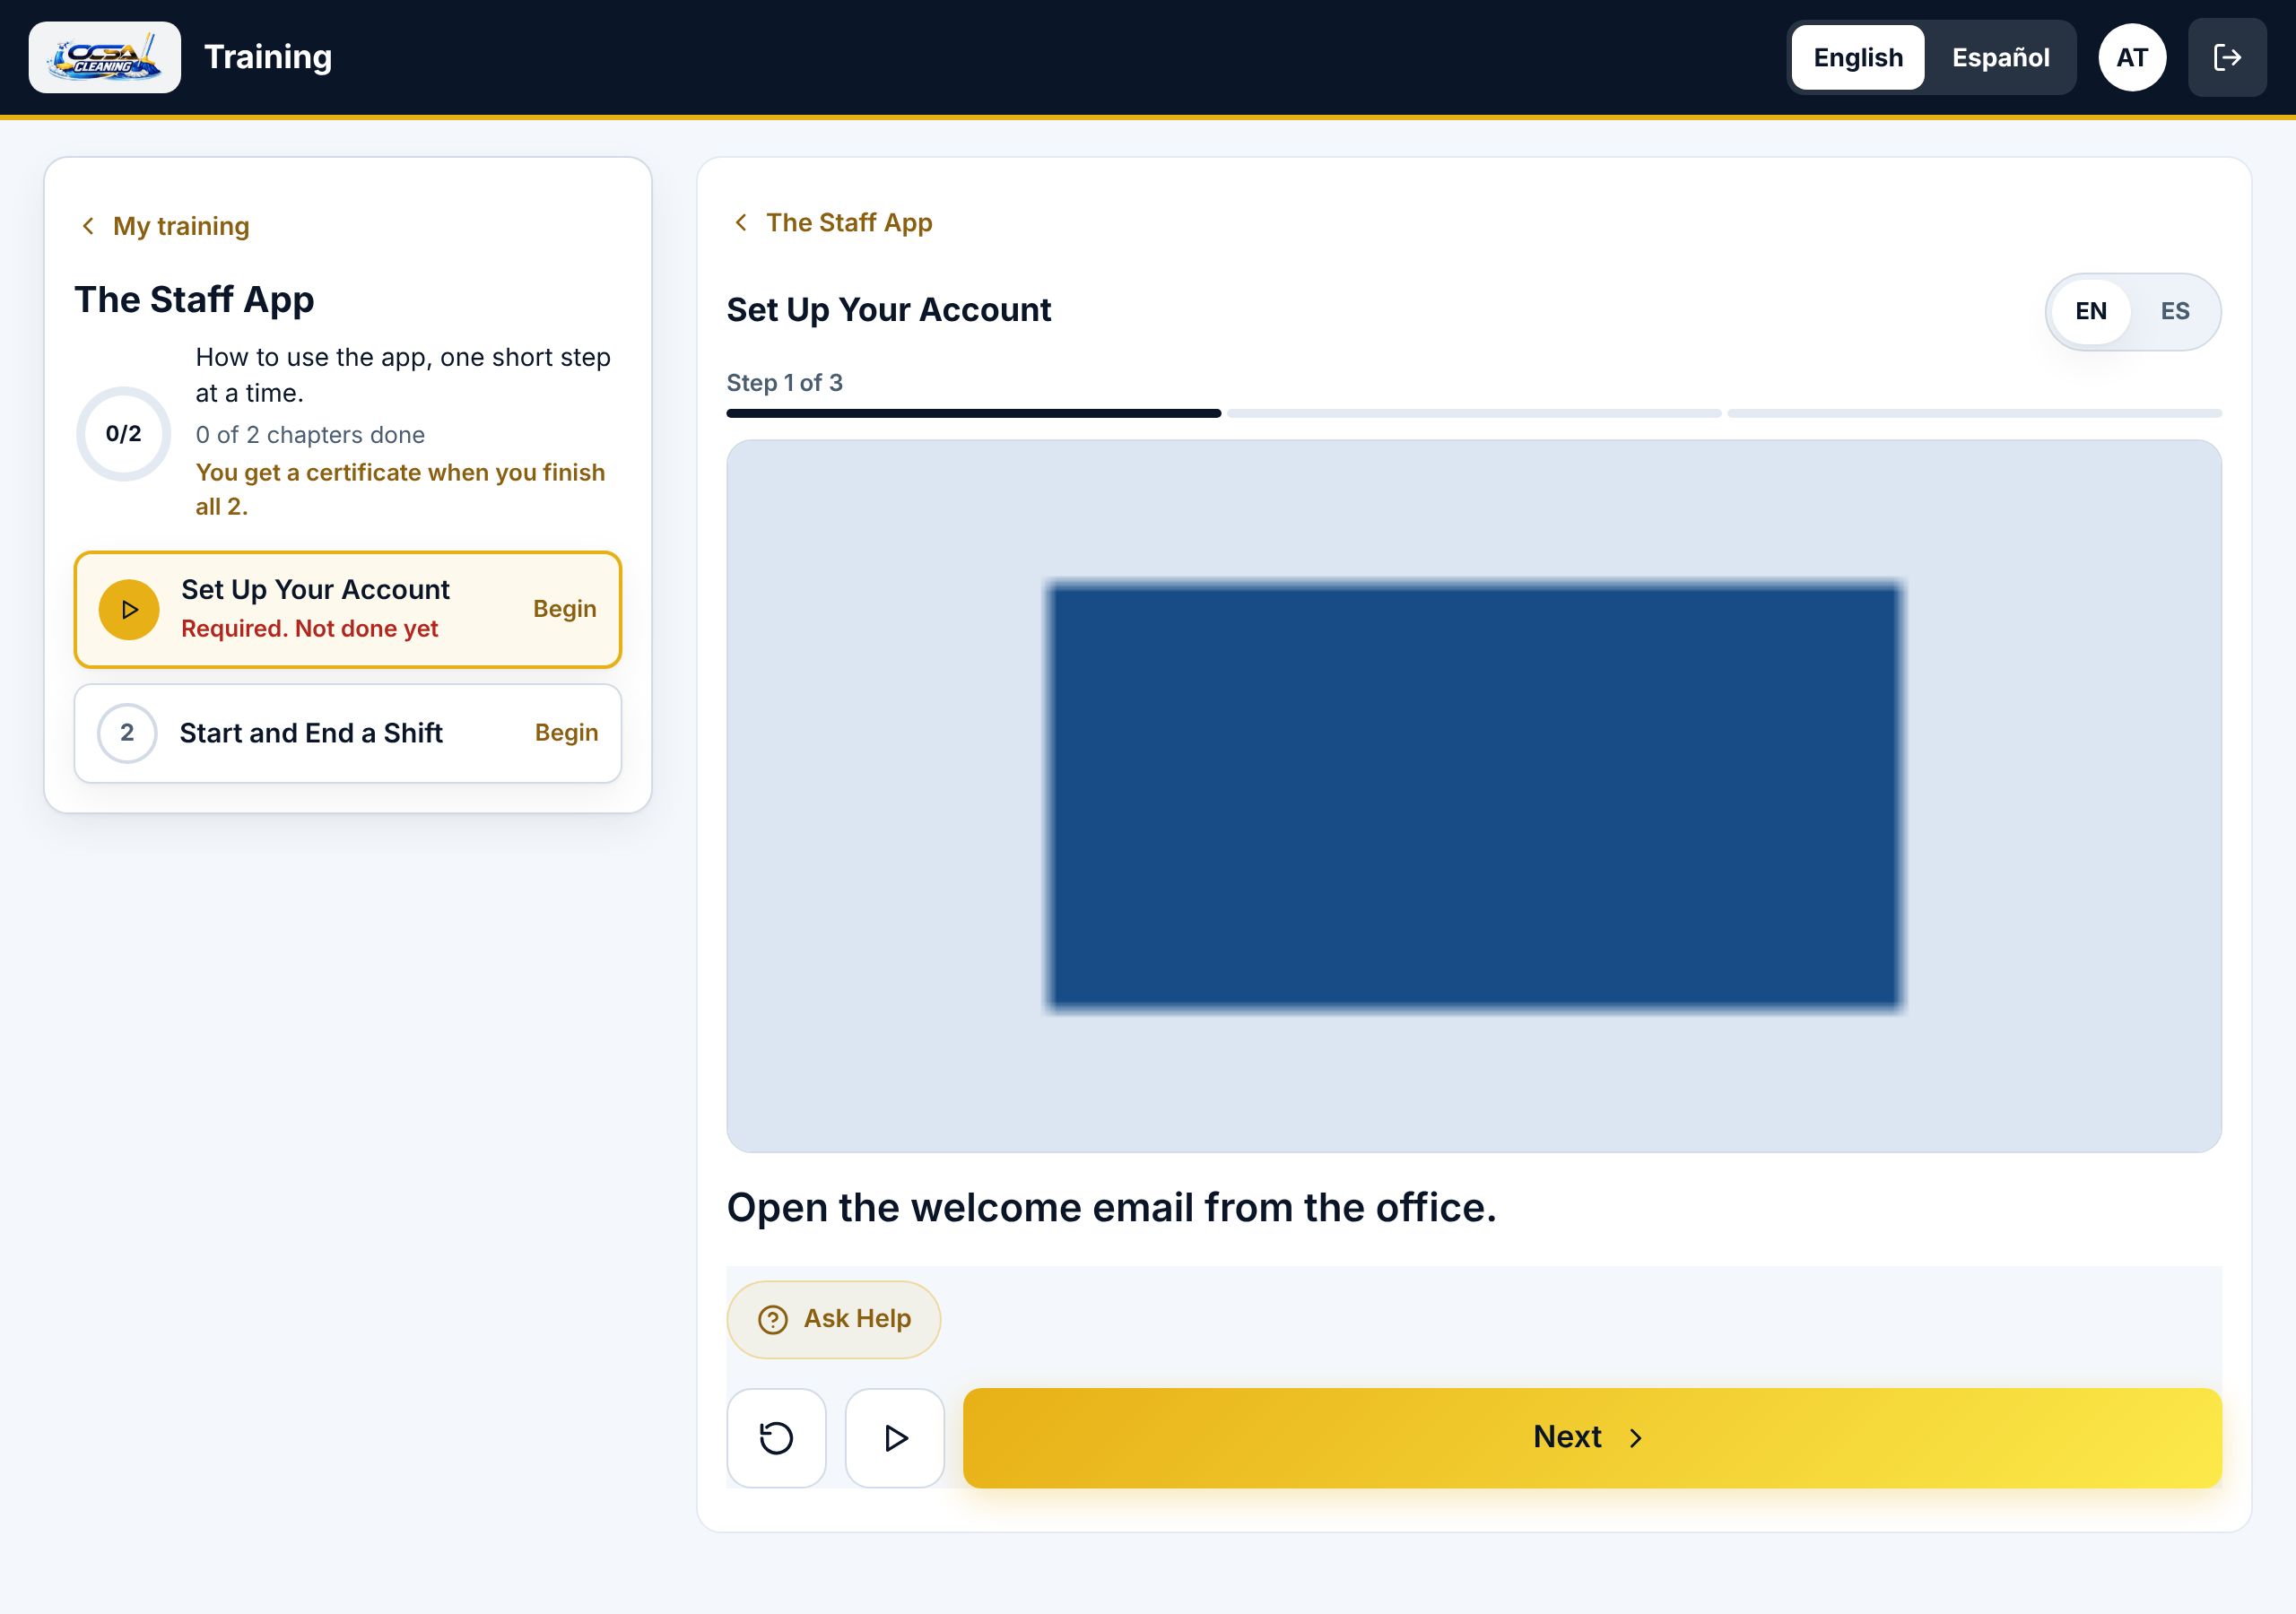 CCSA
CLEANING
Training
English
Español
AT
My training
The Staff App
How to use the app, one short step
at a time.
0/2
0 of 2 chapters done
You get a certificate when you finish
all 2.
Set Up Your Account
Required. Not done yet
Begin
2
Start and End a Shift
Begin
The Staff App
Set Up Your Account
EN
ES
Step 1 of 3
Open the welcome email from the office.
Ask Help
Next